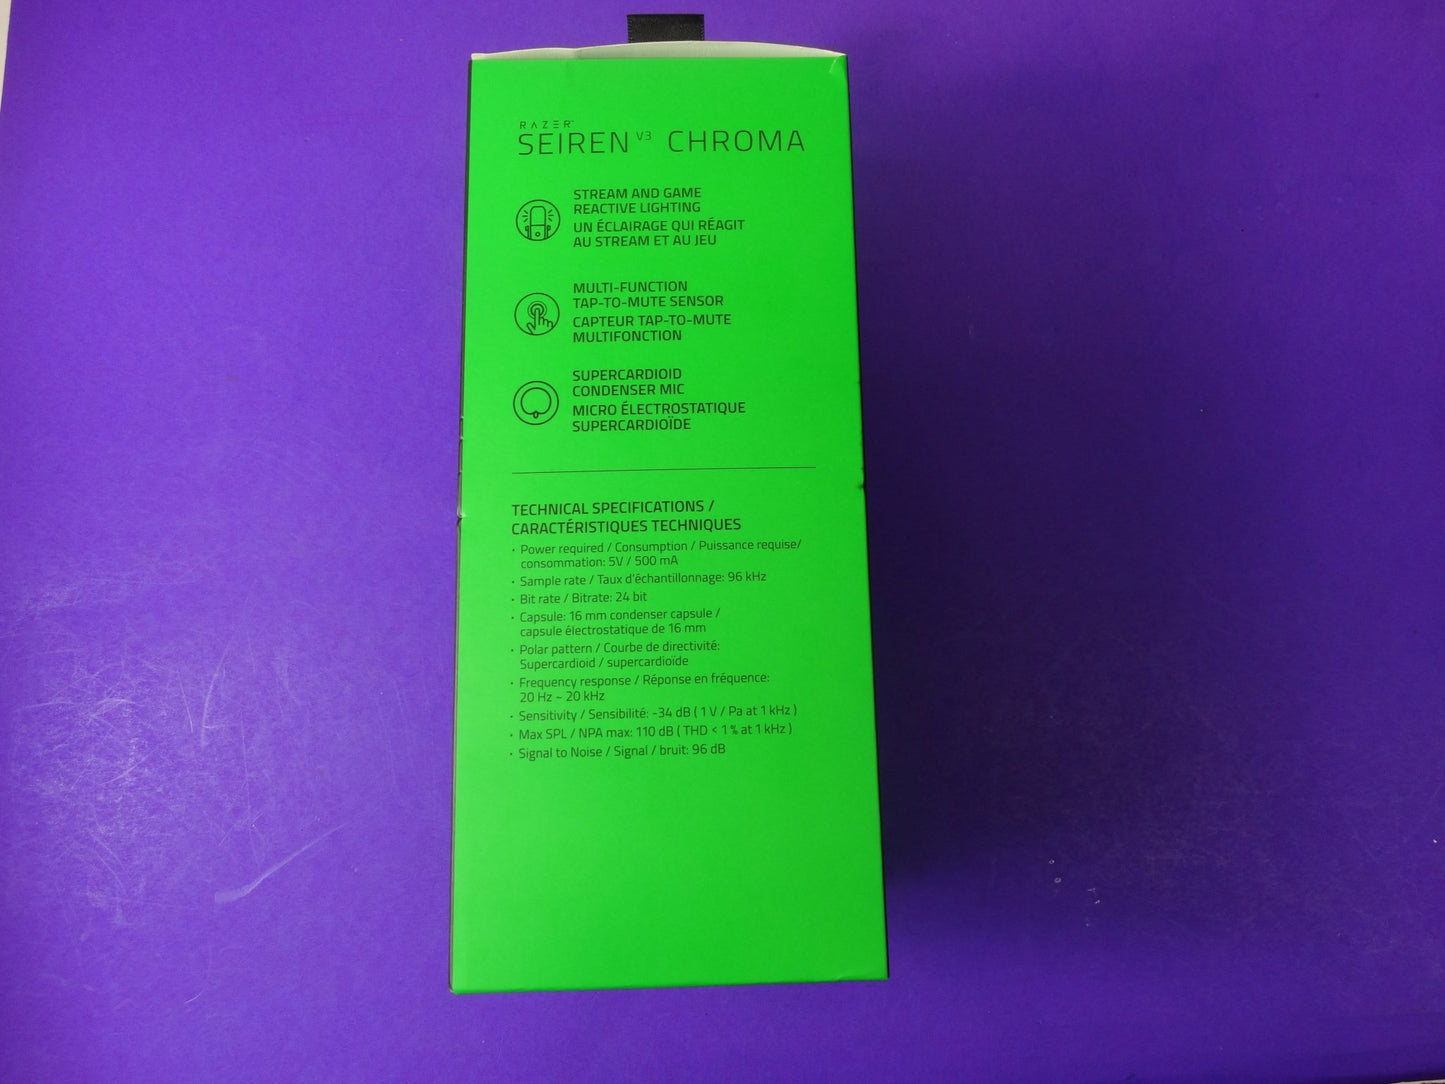 RAZER™
SEIREN V3 CHROMA
STREAM AND GAME
REACTIVE LIGHTING
UN ÉCLAIRAGE QUI RÉAGIT
AU STREAM ET AU JEU
MULTI-FUNCTION
TAP-TO-MUTE SENSOR
CAPTEUR TAP-TO-MUTE
MULTIFONCTION
SUPERCARDIOID
CONDENSER MIC
MICRO ÉLECTROSTATIQUE
SUPERCARDIOÏDE
TECHNICAL SPECIFICATIONS /
CARACTÉRISTIQUES TECHNIQUES
• Power required / Consumption / Puissance requise/
consommation: 5V / 500 mA
• Sample rate / Taux d'échantillonnage: 96 kHz
• Bit rate / Bitrate: 24 bit
• Capsule: 16 mm condenser capsule /
capsule électrostatique de 16 mm
• Polar pattern / Courbe de directivité:
Supercardioid / supercardioïde
• Frequency response / Réponse en fréquence:
20 Hz ~ 20 kHz
• Sensitivity / Sensibilité: -34 dB ( 1 V / Pa at 1 kHz )
• Max SPL / NPA max: 110 dB ( THD < 1 % at 1 kHz )
• Signal to Noise / Signal / bruit: 96 dB